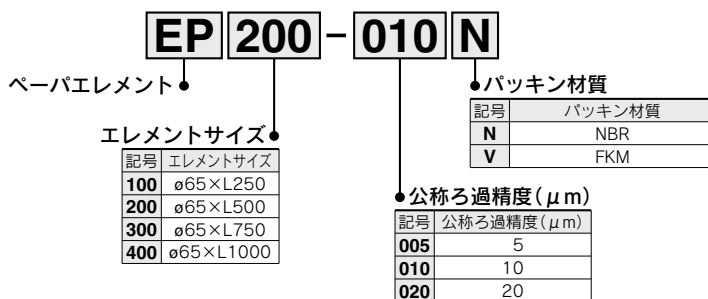 EP 200-010 N
ペーパエレメント
パッキン材質
記号 パッキン材質
N NBR
V FKM
エレメントサイズ
記号 エレメントサイズ
100 ø65×L250
200 ø65×L500
300 ø65×L750
400 ø65×L1000
公称ろ過精度(μm)
記号 公称ろ過精度(μm)
005 5
010 10
020 20